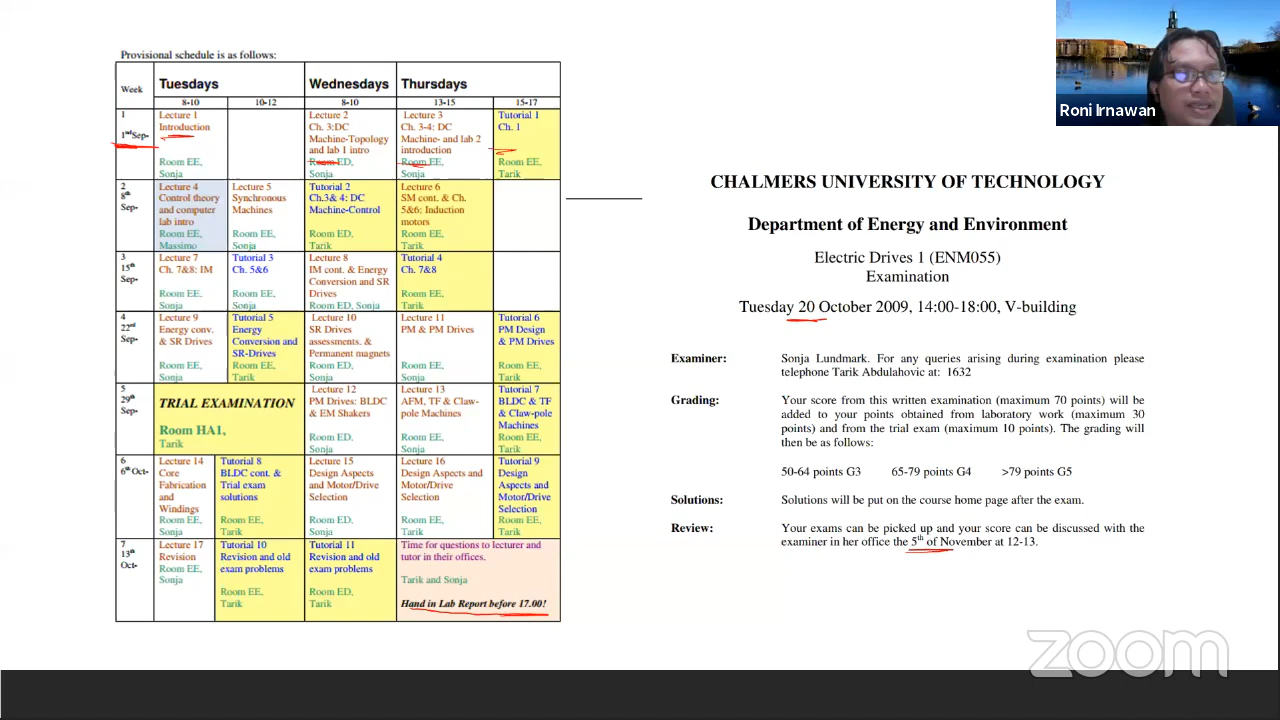 Roni Irnawan
Provisional schedule is as follows:
Week Tuesdays Wednesdays Thursdays
8-10 10-12 8-10 13-15 15-17
1
1ndSep-
Lecture 1
Introduction
Room EE,
Sonja
Lecture 2
Ch. 3:DC
Machine-Topology
and lab 1 intro
Room ED,
Sonja
Lecture 3
Ch. 3-4: DC
Machine- and lab 2
introduction
Room EE,
Sonja
Tutorial 1
Ch. 1
Room EE,
Tarik
2
8th
Sep-
Lecture 4
Control theory
and computer
lab intro
Room EE,
Massimo
Lecture 5
Synchronous
Machines
Room EE,
Sonja
Tutorial 2
Ch.3& 4: DC
Machine-Control
Room ED,
Tarik
Lecture 6
SM cont. & Ch.
5&6: Induction
motors
Room EE,
Tarik
3
15th
Sep-
Lecture 7
Ch. 7&8: IM
Room EE,
Sonja
Tutorial 3
Ch. 5&6
Room EE,
Sonja
Lecture 8
IM cont. & Energy
Conversion and SR
Drives
Room ED, Sonja
Tutorial 4
Ch. 7&8
Room EE,
Tarik
4
22nd
Sep-
Lecture 9
Energy conv.
& SR Drives
Room EE,
Sonja
Tutorial 5
Energy
Conversion and
SR-Drives
Room EE,
Tarik
Lecture 10
SR Drives
assessments. &
Permanent magnets
Room ED,
Sonja
Lecture 11
PM & PM Drives
Room EE,
Sonja
Tutorial 6
PM Design
& PM Drives
Room EE,
Tarik
5
29th
Sep-
TRIAL EXAMINATION
Room HA1,
Tarik
Lecture 12
PM Drives: BLDC
& EM Shakers
Room ED,
Sonja
Lecture 13
AFM, TF & Claw-
pole Machines
Room EE,
Sonja
Tutorial 7
BLDC & TF
& Claw-pole
Machines
Room EE,
Tarik
6
6th Oct-
Lecture 14
Core
Fabrication
and
Windings
Room EE,
Sonja
Tutorial 8
BLDC cont. &
Trial exam
solutions
Room EE,
Tarik
Lecture 15
Design Aspects
and Motor/Drive
Selection
Room ED,
Sonja
Lecture 16
Design Aspects and
Motor/Drive
Selection
Room EE,
Tarik
Tutorial 9
Design
Aspects and
Motor/Drive
Selection
Room EE,
Tarik
7
13th
Oct-
Lecture 17
Revision
Room EE,
Sonja
Tutorial 10
Revision and old
exam problems
Room EE,
Tarik
Tutorial 11
Revision and old
exam problems
Room ED,
Tarik
Time for questions to lecturer and
tutor in their offices.
Tarik and Sonja
Hand in Lab Report before 17.00!
CHALMERS UNIVERSITY OF TECHNOLOGY
Department of Energy and Environment
Electric Drives 1 (ENM055)
Examination
Tuesday 20 October 2009, 14:00-18:00, V-building
Examiner: Sonja Lundmark. For any queries arising during examination please
telephone Tarik Abdulahovic at: 1632
Grading: Your score from this written examination (maximum 70 points) will be
added to your points obtained from laboratory work (maximum 30
points) and from the trial exam (maximum 10 points). The grading will
then be as follows:
50-64 points G3 65-79 points G4 >79 points G5
Solutions: Solutions will be put on the course home page after the exam.
Review: Your exams can be picked up and your score can be discussed with the
examiner in her office the 5th of November at 12-13.
zoom